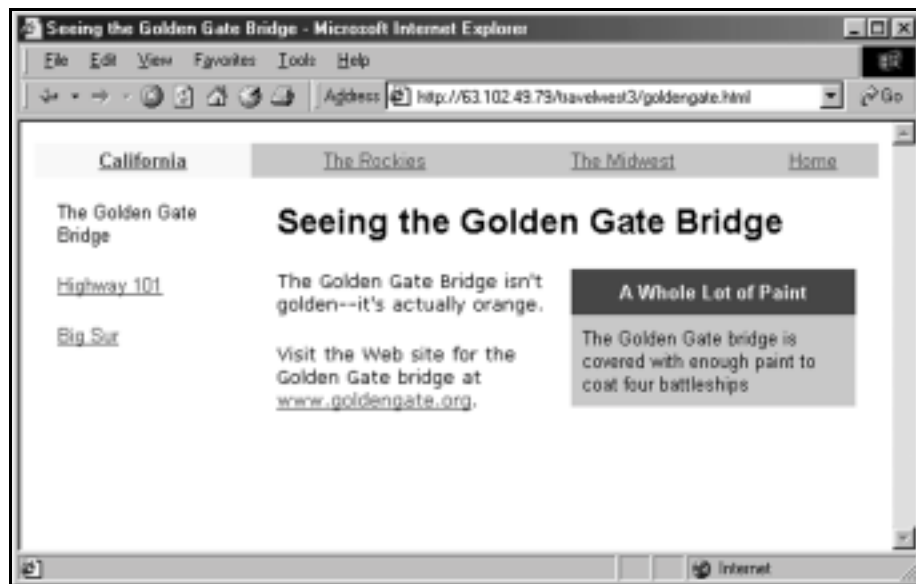 Seeing the Golden Gate Bridge - Microsoft Internet Explorer
File Edit View Favorites Tools Help
Address http://63.102.49.79/travelwest3/goldengate.html Go
California The Rockies The Midwest Home
The Golden Gate
Bridge
Highway 101
Big Sur
Seeing the Golden Gate Bridge
The Golden Gate Bridge isn't
golden--it's actually orange.
Visit the Web site for the
Golden Gate bridge at
www.goldengate.org.
A Whole Lot of Paint
The Golden Gate bridge is
covered with enough paint to
coat four battleships
Internet